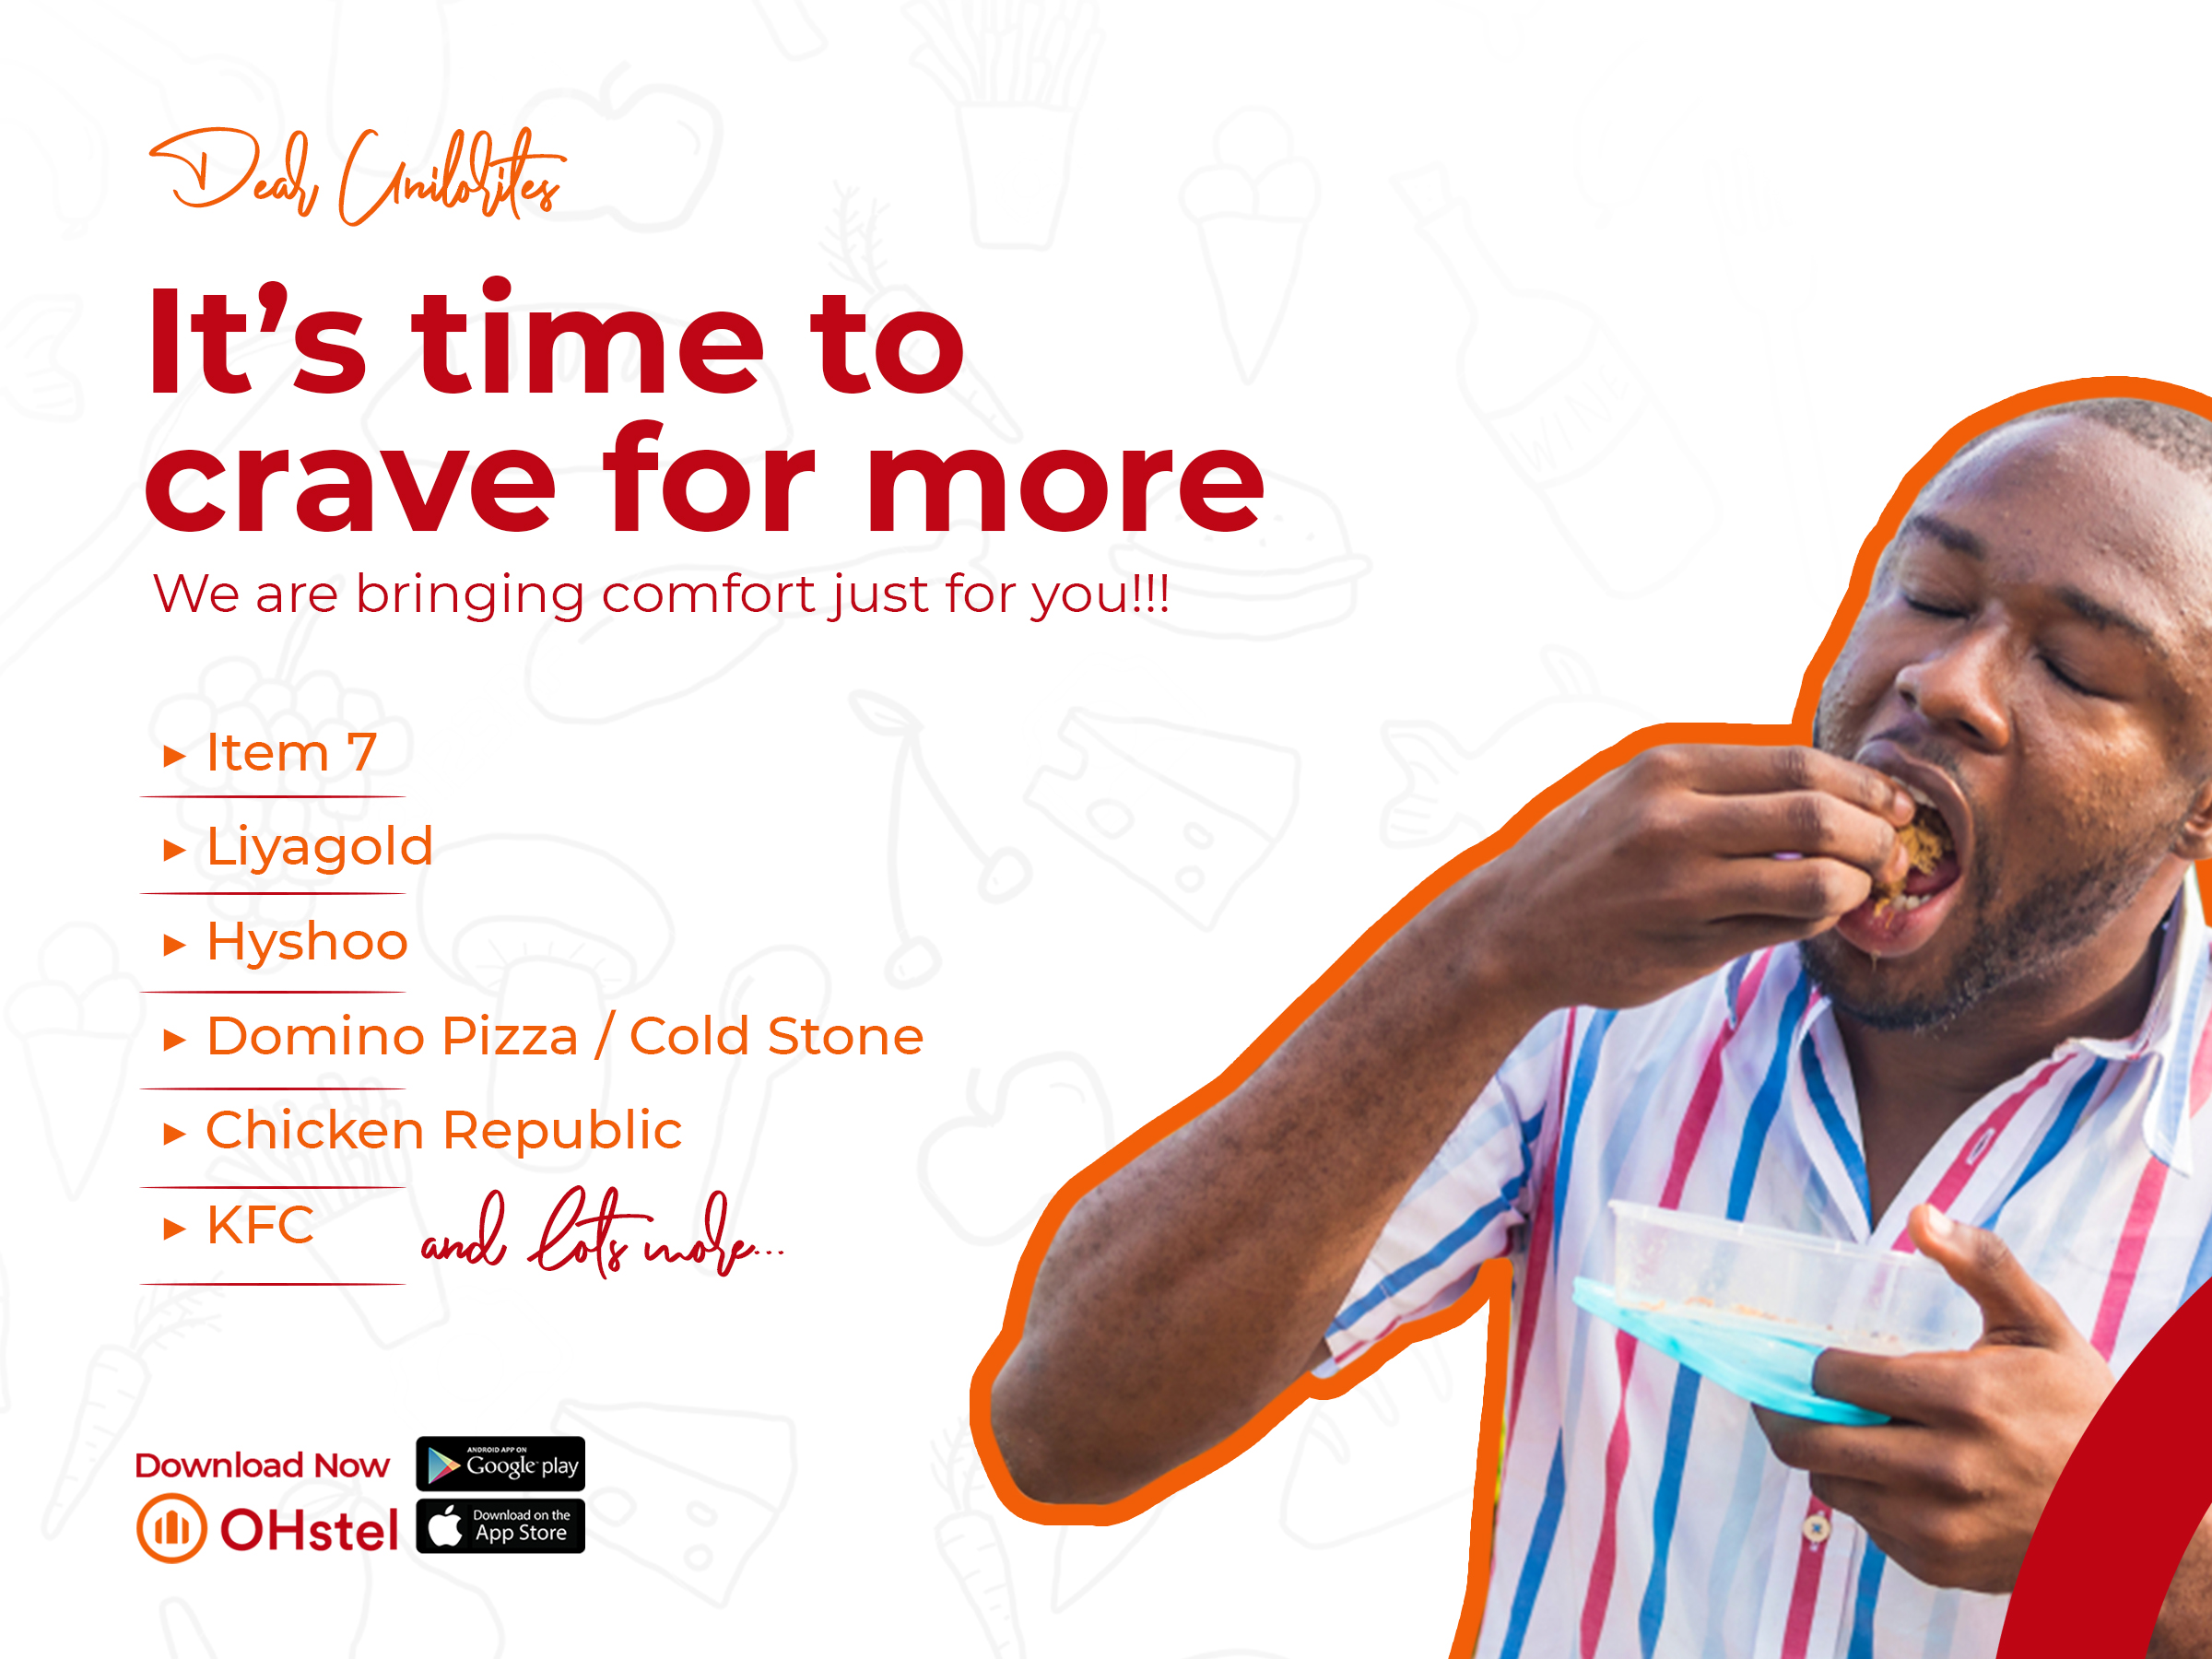 Dear Unilorites
It's time to
crave for more
We are bringing comfort just for you!!!
▸ Item 7
▸ Liyagold
▸ Hyshoo
▸ Domino Pizza / Cold Stone
▸ Chicken Republic
▸ KFC and lots more...
WINE
Download Now
ANDROID APP ON
Google play
OHstel
Download on the
App Store